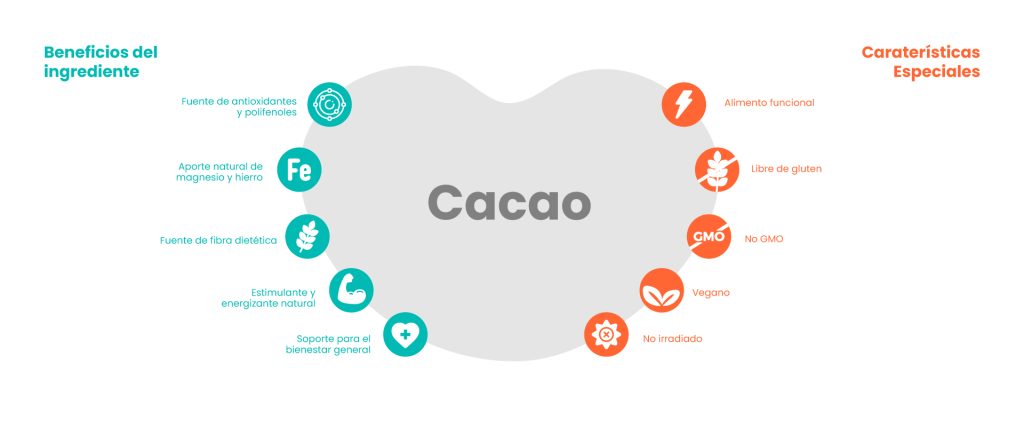 Beneficios del
ingrediente
Fuente de antioxidantes
y polifenoles
Aporte natural de
magnesio y hierro
Fe
Fuente de fibra dietética
Estimulante y
energizante natural
Soporte para el
bienestar general
Cacao
Caraterísticas
Especiales
Alimento funcional
Libre de gluten
GMO
No GMO
Vegano
No irradiado